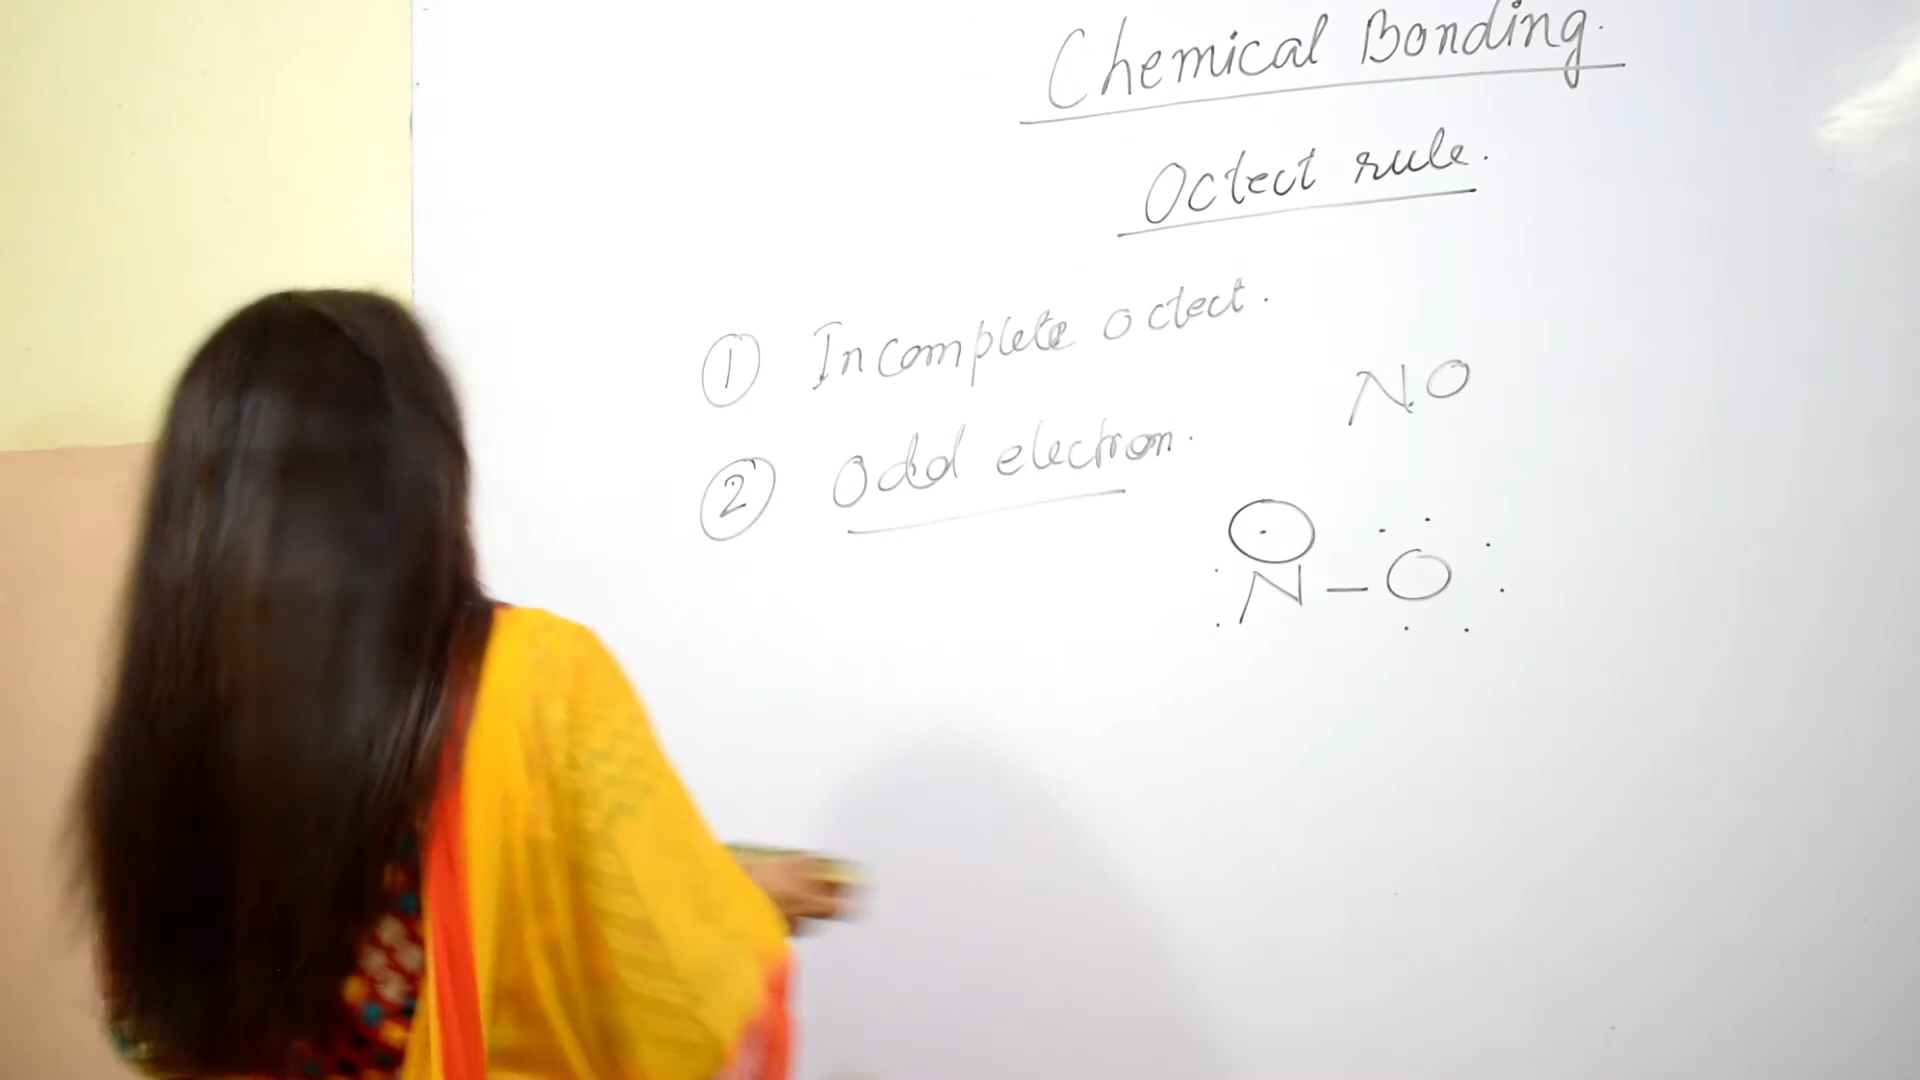 Chemical Bonding.
Octect rule.
① Incomplete octect.
NO
② Odd electron.
N – O